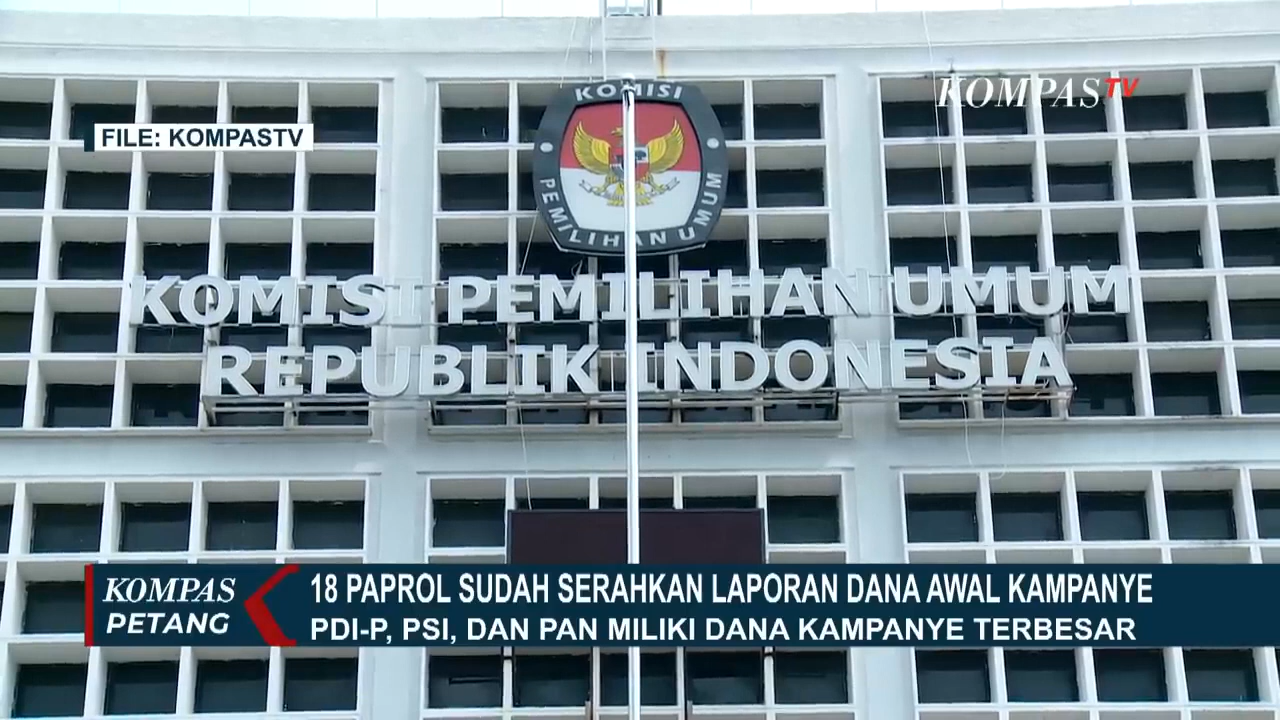 KOMPASTV
FILE: KOMPASTV
KOMISI
PEMILIHAN UMUM
KOMISI PEMILIHAN UMUM
REPUBLIK INDONESIA
KOMPAS
PETANG
18 PAPROL SUDAH SERAHKAN LAPORAN DANA AWAL KAMPANYE
PDI-P, PSI, DAN PAN MILIKI DANA KAMPANYE TERBESAR